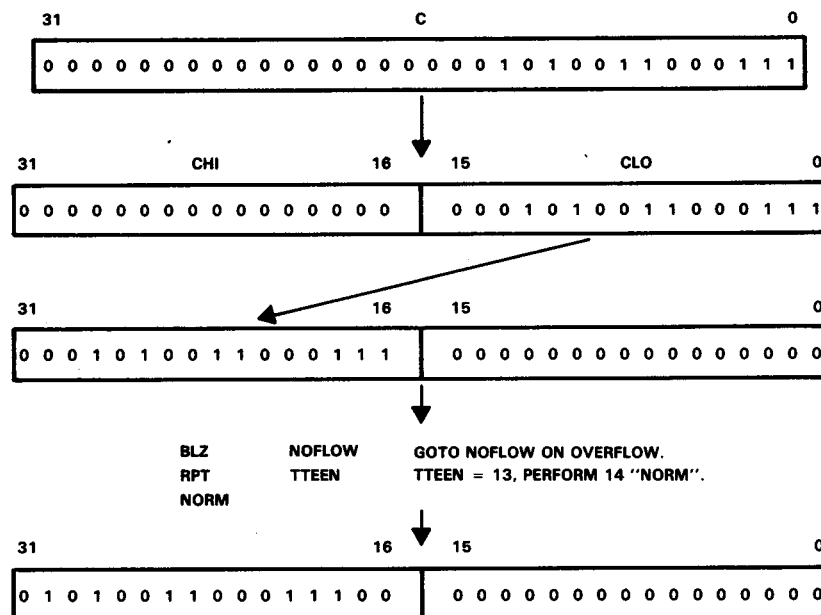 31 C 0
0 0 0 0 0 0 0 0 0 0 0 0 0 0 0 0 0 0 0 1 0 1 0 0 1 1 0 0 0 1 1 1
31 CHI 16 15 CLO 0
0 0 0 0 0 0 0 0 0 0 0 0 0 0 0 0 0 0 0 1 0 1 0 0 1 1 0 0 0 1 1 1
31 16 15 0
0 0 0 1 0 1 0 0 1 1 0 0 0 1 1 1 0 0 0 0 0 0 0 0 0 0 0 0 0 0 0 0
BLZ NOFLOW GOTO NOFLOW ON OVERFLOW.
RPT TTEEN TTEEN = 13, PERFORM 14 "NORM".
NORM
31 16 15 0
0 1 0 1 0 0 1 1 0 0 0 1 1 1 0 0 0 0 0 0 0 0 0 0 0 0 0 0 0 0 0 0